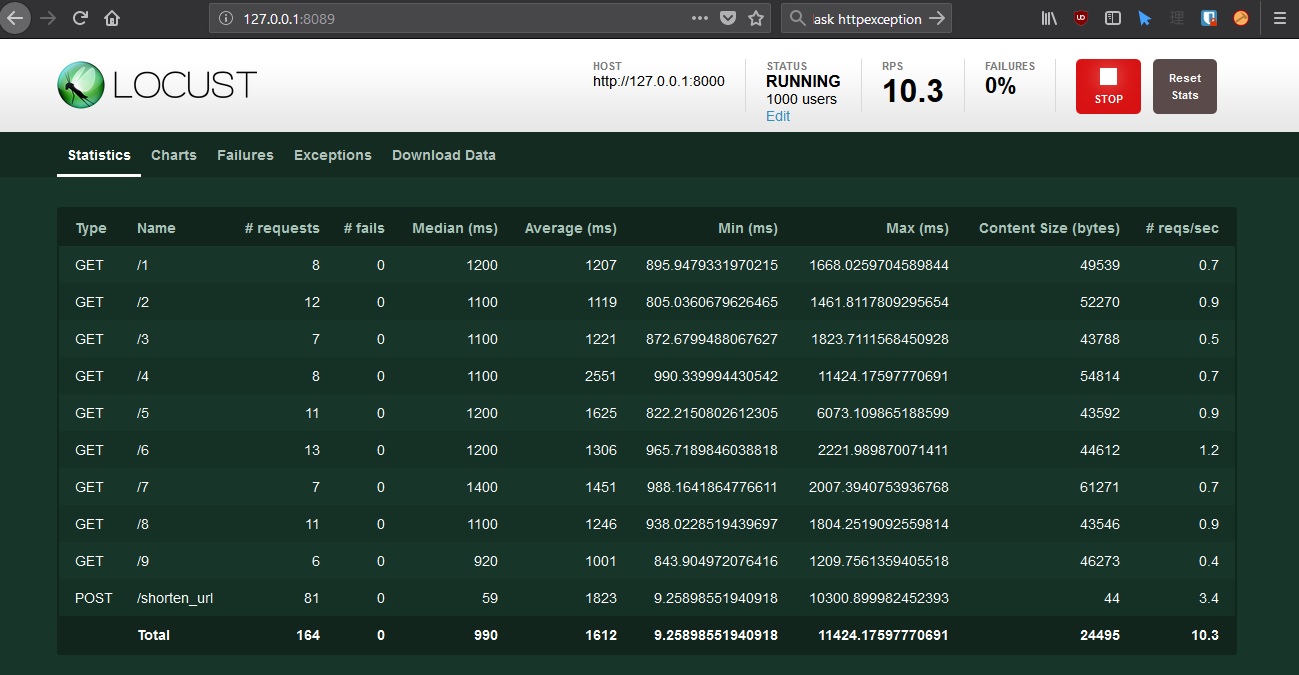 127.0.0.1:8089
ask httpexception
LOCUST
HOST
http://127.0.0.1:8000
STATUS
RUNNING
1000 users
Edit
RPS
10.3
FAILURES
0%
STOP
Reset
Stats
Statistics Charts Failures Exceptions Download Data
Type Name # requests # fails Median (ms) Average (ms) Min (ms) Max (ms) Content Size (bytes) # reqs/sec
GET /1 8 0 1200 1207 895.9479331970215 1668.0259704589844 49539 0.7
GET /2 12 0 1100 1119 805.0360679626465 1461.8117809295654 52270 0.9
GET /3 7 0 1100 1221 872.6799488067627 1823.7111568450928 43788 0.5
GET /4 8 0 1100 2551 990.339994430542 11424.17597770691 54814 0.7
GET /5 11 0 1200 1625 822.2150802612305 6073.109865188599 43592 0.9
GET /6 13 0 1200 1306 965.7189846038818 2221.989870071411 44612 1.2
GET /7 7 0 1400 1451 988.1641864776611 2007.3940753936768 61271 0.7
GET /8 11 0 1100 1246 938.0228519439697 1804.2519092559814 43546 0.9
GET /9 6 0 920 1001 843.904972076416 1209.7561359405518 46273 0.4
POST /shorten_url 81 0 59 1823 9.25898551940918 10300.899982452393 44 3.4
Total 164 0 990 1612 9.25898551940918 11424.17597770691 24495 10.3